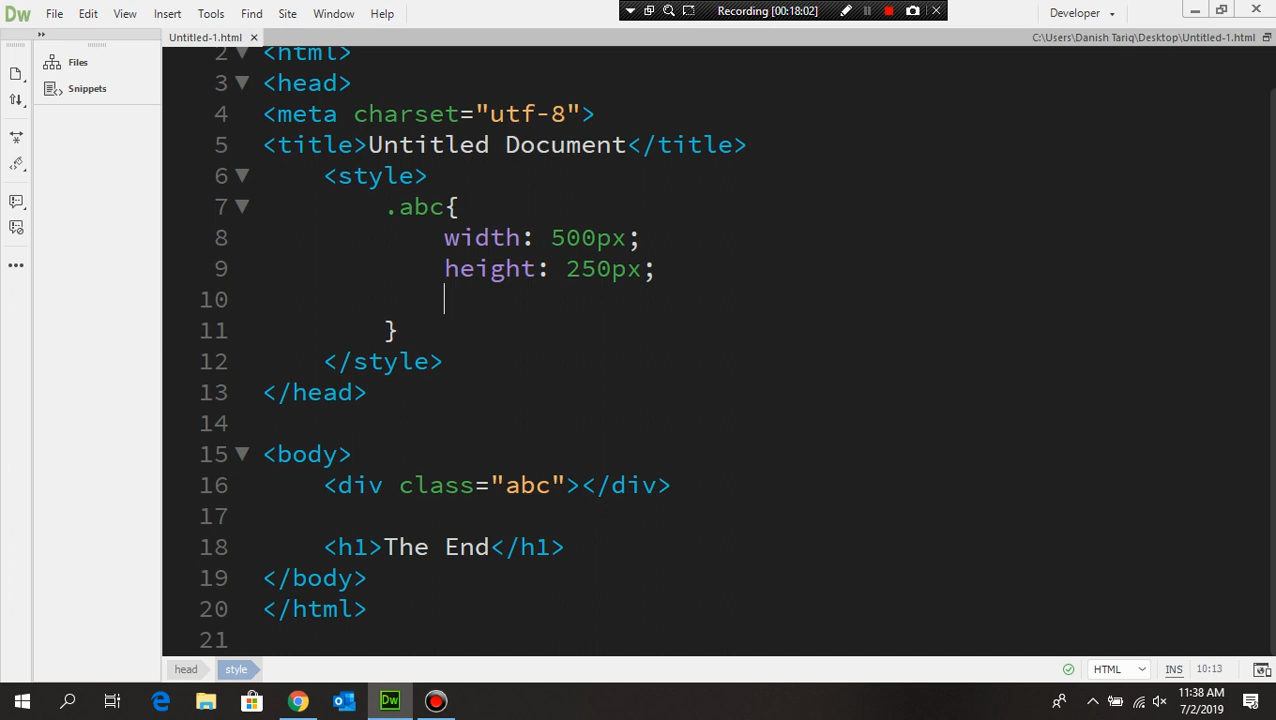 Dw File Edit View Insert Tools Find Site Window Help Recording [00:18:02] Developer
Untitled-1.html C:\Users\Danish Tariq\Desktop\Untitled-1.html
Files
Snippets
2 <html>
3 <head>
4 <meta charset="utf-8">
5 <title>Untitled Document</title>
6 <style>
7 .abc{
8 width: 500px;
9 height: 250px;
10
11 }
12 </style>
13 </head>
14
15 <body>
16 <div class="abc"></div>
17
18 <h1>The End</h1>
19 </body>
20 </html>
21
head style HTML INS 10:13
Dw 11:38 AM
7/2/2019